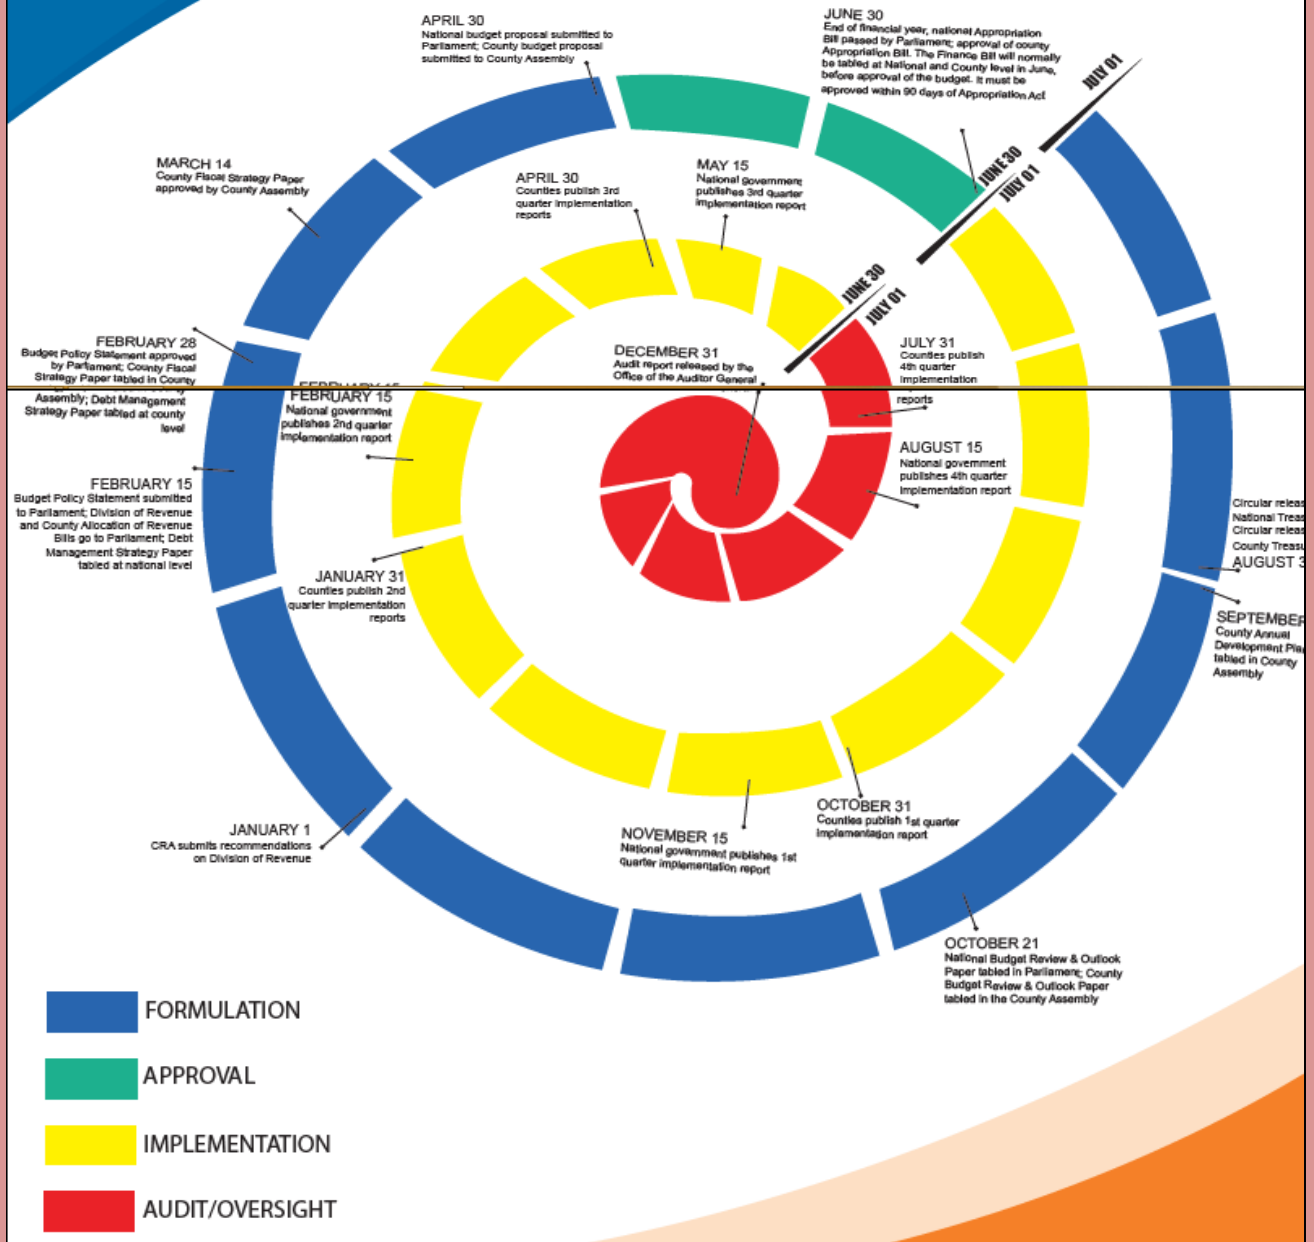 APRIL 30
National budget proposal submitted to
Parliament; County budget proposal
submitted to County Assembly
JUNE 30
End of financial year, national Appropriation
Bill passed by Parliament; approval of county
Appropriation Bill. The Finance Bill will normally
be tabled at National and County level in June,
before approval of the budget. It must be
approved within 90 days of Appropriation Act
JULY 01
JUNE 30
JULY 01
MARCH 14
County Fiscal Strategy Paper
approved by County Assembly
APRIL 30
Counties publish 3rd
quarter implementation
reports
MAY 15
National government
publishes 3rd quarter
implementation report
JUNE 30
JULY 01
FEBRUARY 28
Budget Policy Statement approved
by Parliament; County Fiscal
Strategy Paper tabled in County
Assembly; Debt Management
Strategy Paper tabled at county
level
DECEMBER 31
Audit report released by the
Office of the Auditor General
JULY 31
Counties publish
4th quarter
implementation
reports
FEBRUARY 15
FEBRUARY 15
National government
publishes 2nd quarter
implementation report
AUGUST 15
National government
publishes 4th quarter
implementation report
FEBRUARY 15
Budget Policy Statement submitted
to Parliament; Division of Revenue
and County Allocation of Revenue
Bills go to Parliament; Debt
Management Strategy Paper
tabled at national level
Circular
National
Circular
County
AUGUST
JANUARY 31
Counties publish 2nd
quarter implementation
reports
SEPTEMBER
County Annual
Development
tabled in County
Assembly
JANUARY 1
CRA submits recommendations
on Division of Revenue
NOVEMBER 15
National government publishes 1st
quarter implementation report
OCTOBER 31
Counties publish 1st quarter
implementation report
OCTOBER 21
National Budget Review & Outlook
Paper tabled in Parliament; County
Budget Review & Outlook Paper
tabled in the County Assembly
FORMULATION
APPROVAL
IMPLEMENTATION
AUDIT/OVERSIGHT